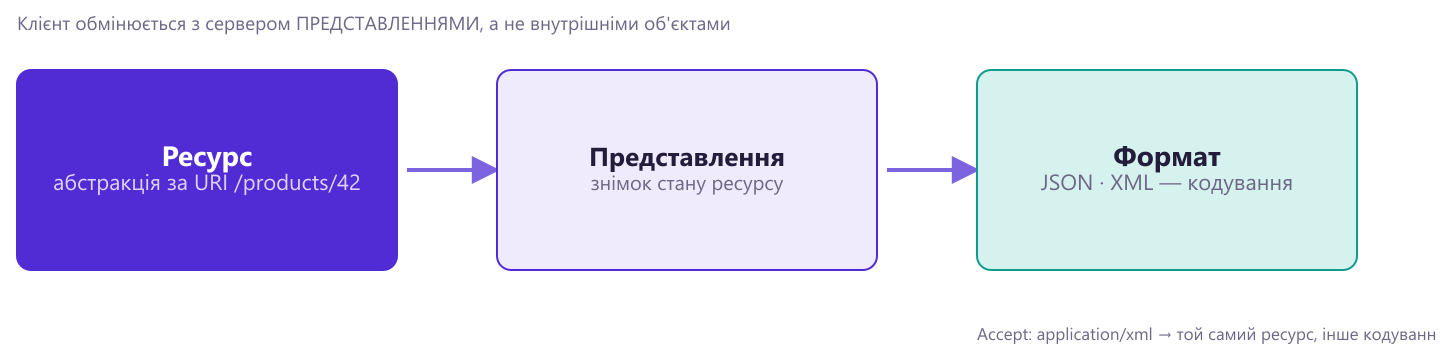 Клієнт обмінюється з сервером ПРЕДСТАВЛЕННЯМИ, а не внутрішніми об'єктами
Ресурс
абстракція за URI /products/42
Представлення
знімок стану ресурсу
Формат
JSON · XML — кодування
Accept: application/xml → той самий ресурс, інше кодуванн